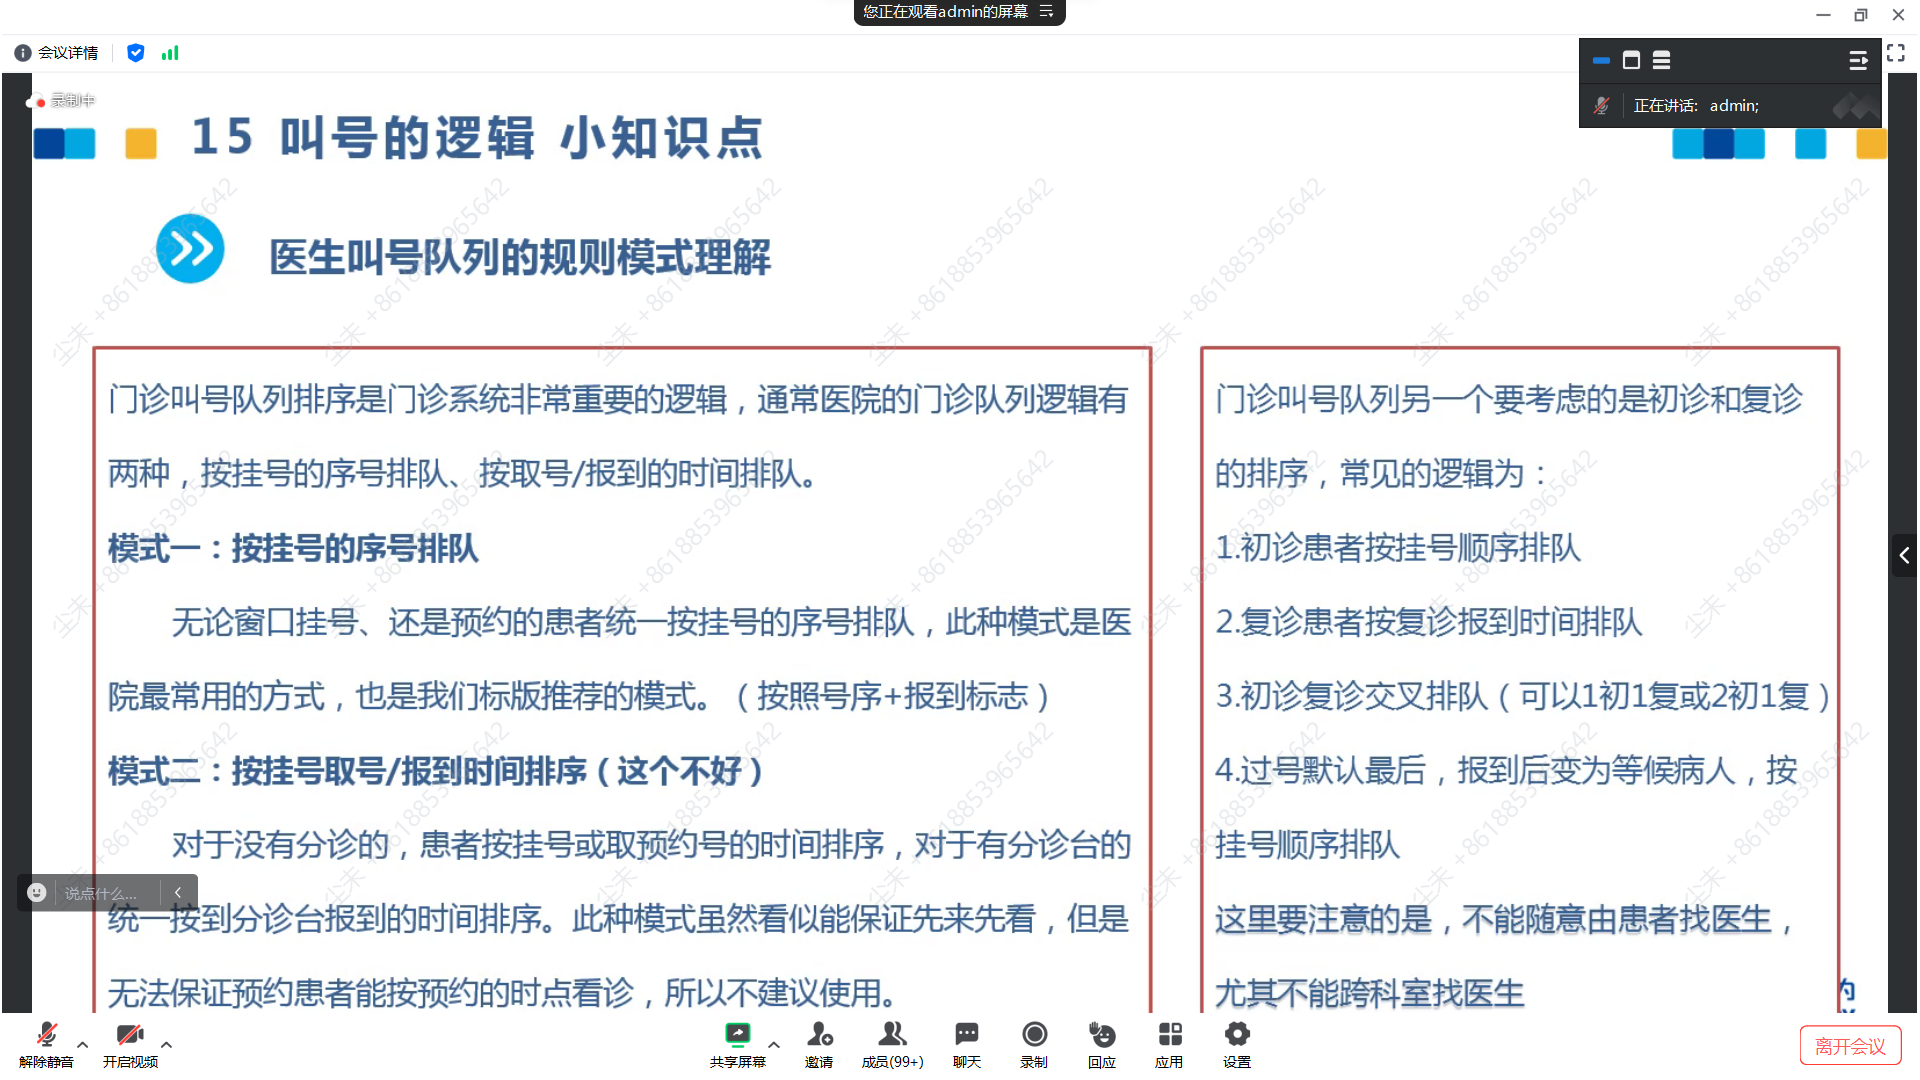 您正在观看admin的屏幕
会议详情
录制中
正在讲话: admin;
15 叫号的逻辑 小知识点
医生叫号队列的规则模式理解
门诊叫号队列排序是门诊系统非常重要的逻辑，通常医院的门诊队列逻辑有
两种，按挂号的序号排队、按取号/报到的时间排队。
模式一：按挂号的序号排队
无论窗口挂号、还是预约的患者统一按挂号的序号排队，此种模式是医
院最常用的方式，也是我们标版推荐的模式。（按照号序+报到标志）
模式二：按挂号取号/报到时间排序（这个不好）
对于没有分诊的，患者按挂号或取预约号的时间排序，对于有分诊台的
统一按到分诊台报到的时间排序。此种模式虽然看似能保证先来先看，但是
无法保证预约患者能按预约的时点看诊，所以不建议使用。
门诊叫号队列另一个要考虑的是初诊和复诊
的排序，常见的逻辑为：
1.初诊患者按挂号顺序排队
2.复诊患者按复诊报到时间排队
3.初诊复诊交叉排队（可以1初1复或2初1复）
4.过号默认最后，报到后变为等候病人，按
挂号顺序排队
这里要注意的是，不能随意由患者找医生，
尤其不能跨科室找医生
的
尘未 +8618853965642
说点什么...
解除静音
开启视频
共享屏幕
邀请
成员(99+)
聊天
录制
回应
应用
设置
离开会议